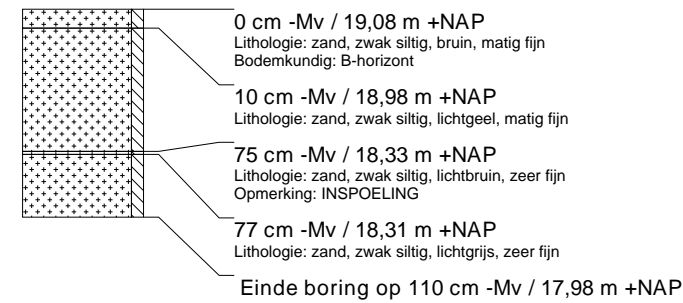 0 cm -Mv / 19,08 m +NAP
Lithologie: zand, zwak siltig, bruin, matig fijn
Bodemkundig: B-horizont
10 cm -Mv / 18,98 m +NAP
Lithologie: zand, zwak siltig, lichtgeel, matig fijn
75 cm -Mv / 18,33 m +NAP
Lithologie: zand, zwak siltig, lichtbruin, zeer fijn
Opmerking: INSPOELING
77 cm -Mv / 18,31 m +NAP
Lithologie: zand, zwak siltig, lichtgrijs, zeer fijn
Einde boring op 110 cm -Mv / 17,98 m +NAP